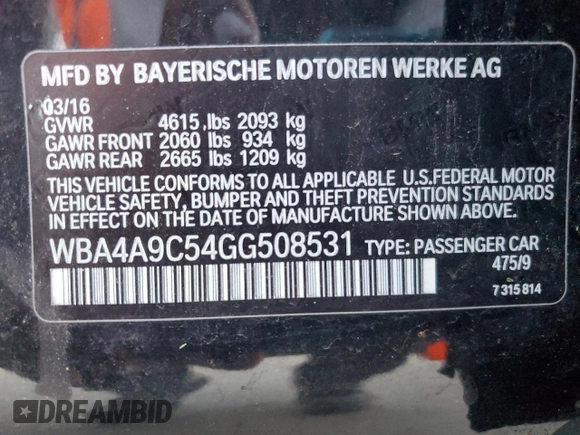 MFD BY BAYERISCHE MOTOREN WERKE AG
03/16
GVWR 4615 lbs 2093 kg
GAWR FRONT 2060 lbs 934 kg
GAWR REAR 2665 lbs 1209 kg
THIS VEHICLE CONFORMS TO ALL APPLICABLE U.S.FEDERAL MOTOR
VEHICLE SAFETY, BUMPER AND THEFT PREVENTION STANDARDS
IN EFFECT ON THE DATE OF MANUFACTURE SHOWN ABOVE.
WBA4A9C54GG508531 TYPE: PASSENGER CAR
475/9
7 315 814
DREAMBID